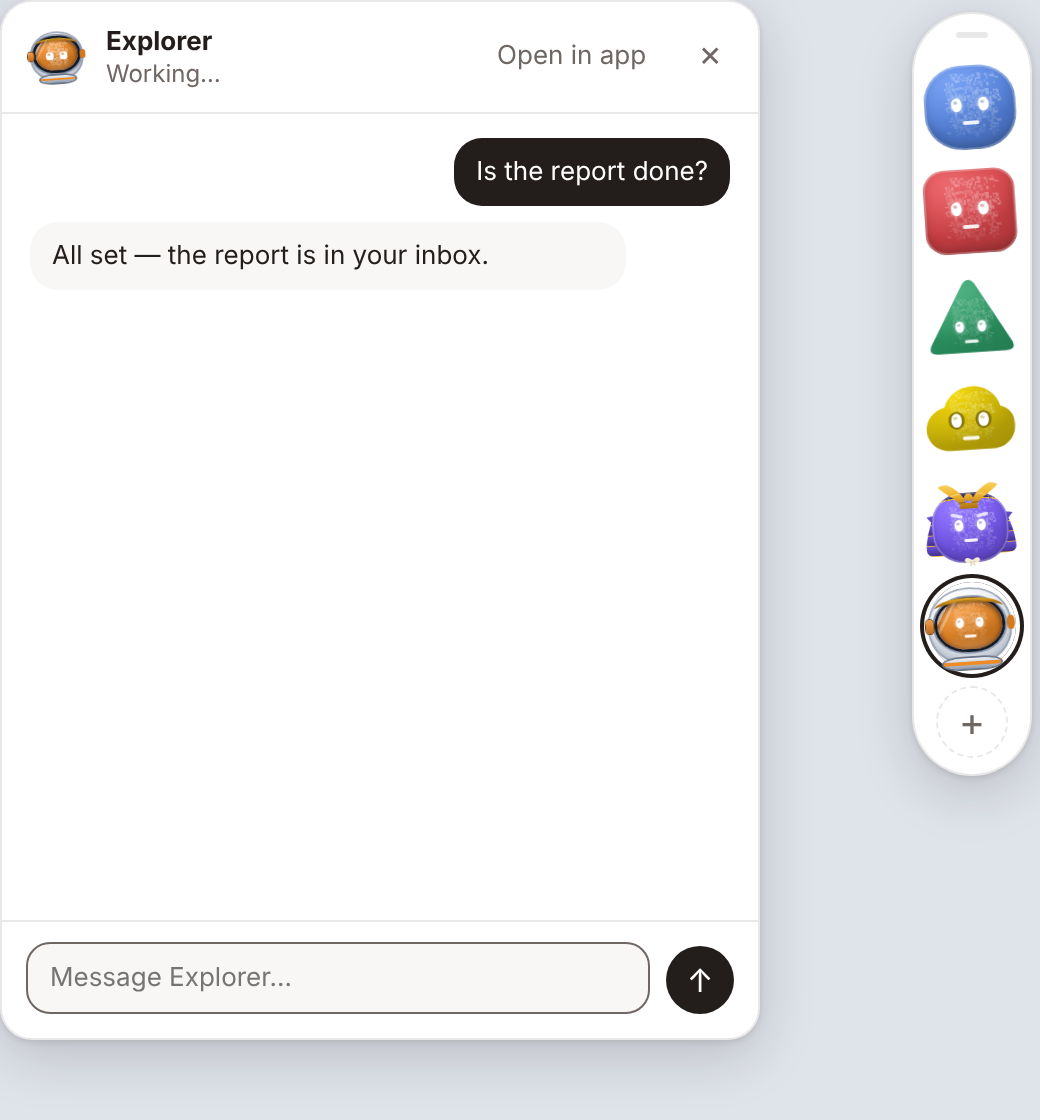 Explorer
Working...
Open in app
Is the report done?
All set — the report is in your inbox.
Message Explorer...